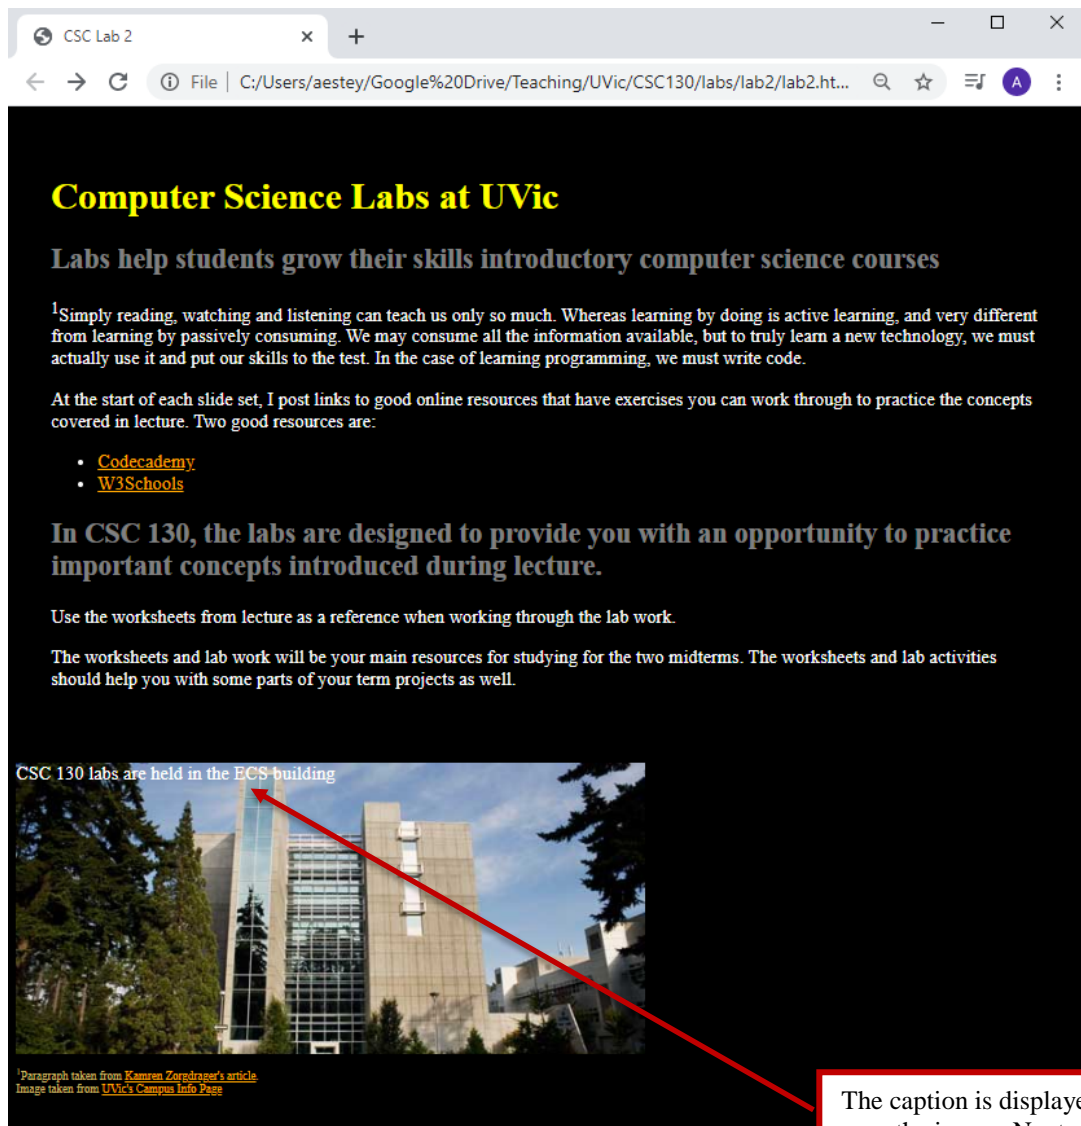 CSC Lab 2
File | C:/Users/aestey/Google%20Drive/Teaching/UVic/CSC130/labs/lab2/lab2.ht...
A
Computer Science Labs at UVic
Labs help students grow their skills introductory computer science courses
1Simply reading, watching and listening can teach us only so much. Whereas learning by doing is active learning, and very different
from learning by passively consuming. We may consume all the information available, but to truly learn a new technology, we must
actually use it and put our skills to the test. In the case of learning programming, we must write code.
At the start of each slide set, I post links to good online resources that have exercises you can work through to practice the concepts
covered in lecture. Two good resources are:
• Codecademy
• W3Schools
In CSC 130, the labs are designed to provide you with an opportunity to practice
important concepts introduced during lecture.
Use the worksheets from lecture as a reference when working through the lab work.
The worksheets and lab work will be your main resources for studying for the two midterms. The worksheets and lab activities
should help you with some parts of your term projects as well.
CSC 130 labs are held in the ECS building
1Paragraph taken from Kamren Zorgdrager's article.
Image taken from UVic's Campus Info Page
The caption is displaye